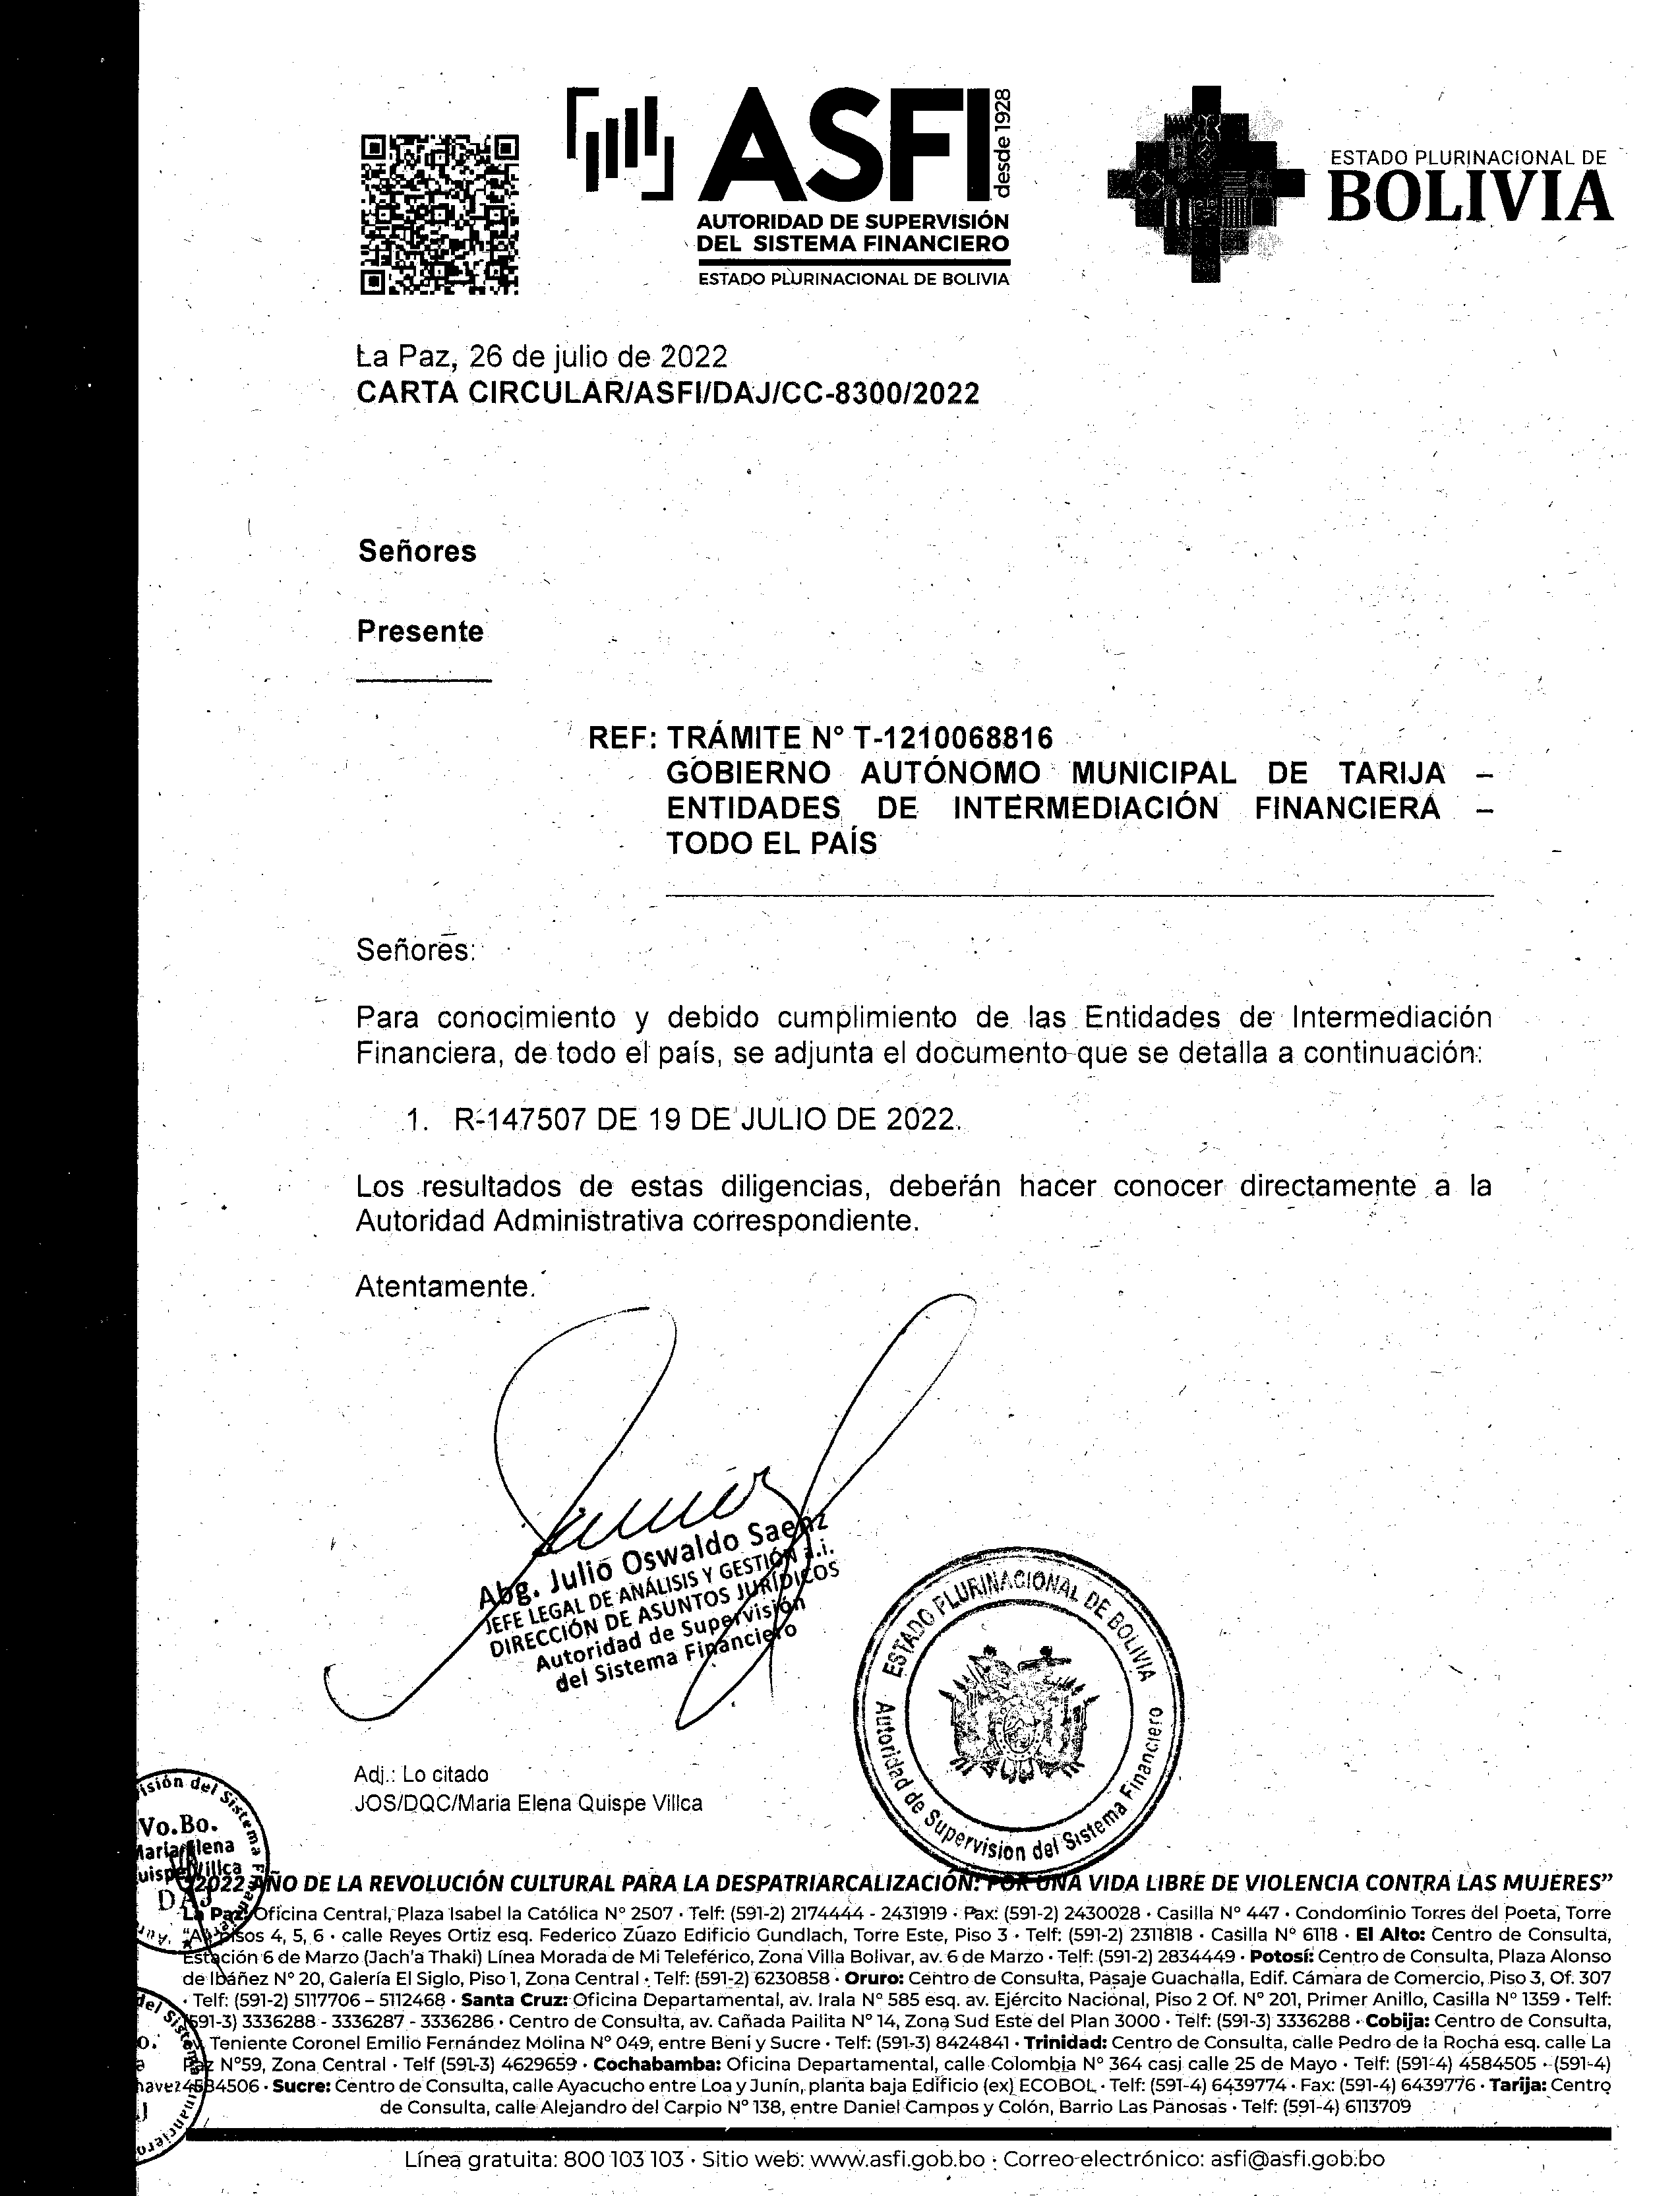 ASFI
desde 1928
AUTORIDAD DE SUPERVISIÓN
DEL SISTEMA FINANCIERO
ESTADO PLURINACIONAL DE BOLIVIA
ESTADO PLURINACIONAL DE
BOLIVIA
La Paz, 26 de julio de 2022
CARTA CIRCULAR/ASFI/DAJ/CC-8300/2022
Señores
Presente
REF: TRÁMITE N° T-1210068816
GOBIERNO AUTÓNOMO MUNICIPAL DE TARIJA –
ENTIDADES DE INTERMEDIACIÓN FINANCIERA –
TODO EL PAÍS
Señores:
Para conocimiento y debido cumplimiento de las Entidades de Intermediación
Financiera, de todo el país, se adjunta el documento que se detalla a continuación:
1. R-147507 DE 19 DE JULIO DE 2022.
Los resultados de estas diligencias, deberán hacer conocer directamente a la
Autoridad Administrativa correspondiente.
Atentamente.
Abg. Julio Oswaldo Saenz
JEFE LEGAL DE ANÁLISIS Y GESTIÓN a.i.
DIRECCIÓN DE ASUNTOS JURÍDICOS
Autoridad de Supervisión
del Sistema Financiero
ESTADO PLURINACIONAL DE BOLIVIA
Autoridad de Supervision del Sistema Financiero
Adj.: Lo citado
JOS/DQC/Maria Elena Quispe Villca
del Sistema
Vo.Bo.
DAJ
"2022 AÑO DE LA REVOLUCIÓN CULTURAL PARA LA DESPATRIARCALIZACIÓN: POR UNA VIDA LIBRE DE VIOLENCIA CONTRA LAS MUJERES"
La Paz: Oficina Central, Plaza Isabel la Católica N° 2507 · Telf: (591-2) 2174444 - 2431919 · Fax: (591-2) 2430028 · Casilla N° 447 · Condominio Torres del Poeta, Torre
"A" Pisos 4, 5, 6 · calle Reyes Ortiz esq. Federico Zuazo Edificio Gundlach, Torre Este, Piso 3 · Telf: (591-2) 2311818 · Casilla N° 6118 · El Alto: Centro de Consulta,
Estación 6 de Marzo (Jach'a Thaki) Línea Morada de Mi Teleférico, Zona Villa Bolivar, av. 6 de Marzo · Telf: (591-2) 2834449 · Potosí: Centro de Consulta, Plaza Alonso
de Ibáñez N° 20, Galería El Siglo, Piso 1, Zona Central · Telf: (591-2) 6230858 · Oruro: Centro de Consulta, Pasaje Guachalla, Edif. Cámara de Comercio, Piso 3, Of. 307
· Telf: (591-2) 5117706 – 5112468 · Santa Cruz: Oficina Departamental, av. Irala N° 585 esq. av. Ejército Nacional, Piso 2 Of. N° 201, Primer Anillo, Casilla N° 1359 · Telf:
(591-3) 3336288 - 3336287 - 3336286 · Centro de Consulta, av. Cañada Pailita N° 14, Zona Sud Este del Plan 3000 · Telf: (591-3) 3336288 · Cobija: Centro de Consulta,
Teniente Coronel Emilio Fernández Molina N° 049, entre Beni y Sucre · Telf: (591-3) 8424841 · Trinidad: Centro de Consulta, calle Pedro de la Rocha esq. calle La
Paz N°59, Zona Central · Telf (591-3) 4629659 · Cochabamba: Oficina Departamental, calle Colombia N° 364 casi calle 25 de Mayo · Telf: (591-4) 4584505 · (591-4)
4584506 · Sucre: Centro de Consulta, calle Ayacucho entre Loa y Junín, planta baja Edificio (ex) ECOBOL · Telf: (591-4) 6439774 · Fax: (591-4) 6439776 · Tarija: Centro
de Consulta, calle Alejandro del Carpio N° 138, entre Daniel Campos y Colón, Barrio Las Panosas · Telf: (591-4) 6113709
Línea gratuita: 800 103 103 · Sitio web: www.asfi.gob.bo · Correo electrónico: asfi@asfi.gob.bo